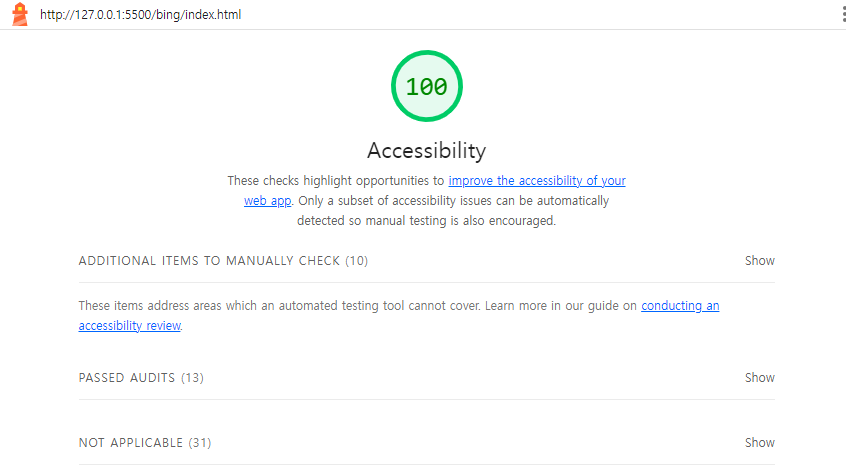 http://127.0.0.1:5500/bing/index.html
100
Accessibility
These checks highlight opportunities to improve the accessibility of your
web app. Only a subset of accessibility issues can be automatically
detected so manual testing is also encouraged.
ADDITIONAL ITEMS TO MANUALLY CHECK (10) Show
These items address areas which an automated testing tool cannot cover. Learn more in our guide on conducting an
accessibility review.
PASSED AUDITS (13) Show
NOT APPLICABLE (31) Show